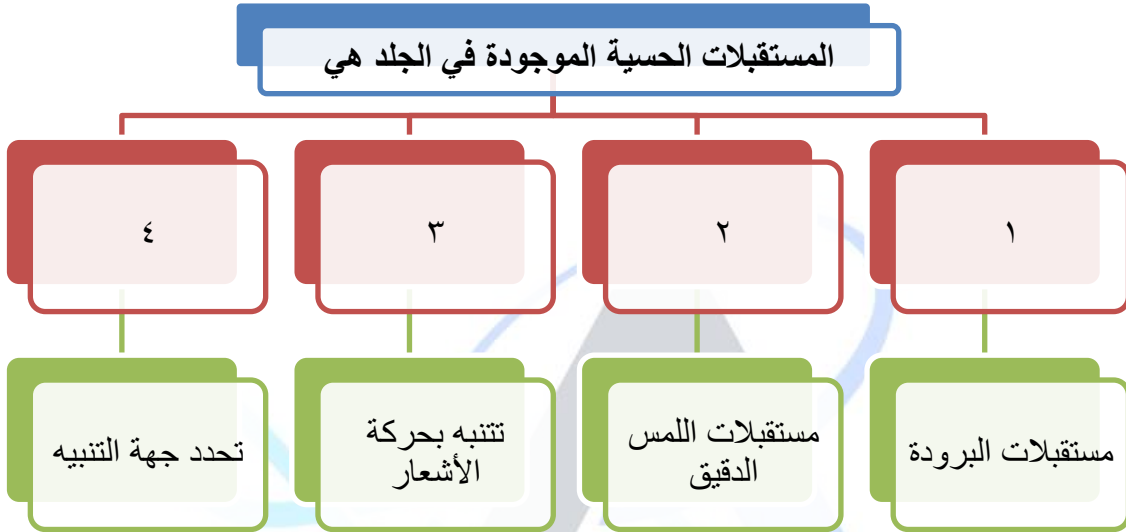 المستقبلات الحسية الموجودة في الجلد هي
١
٢
٣
٤
مستقبلات البرودة
مستقبلات اللمس
الدقيق
تتنبه بحركة
الأشعار
تحدد جهة التنبيه